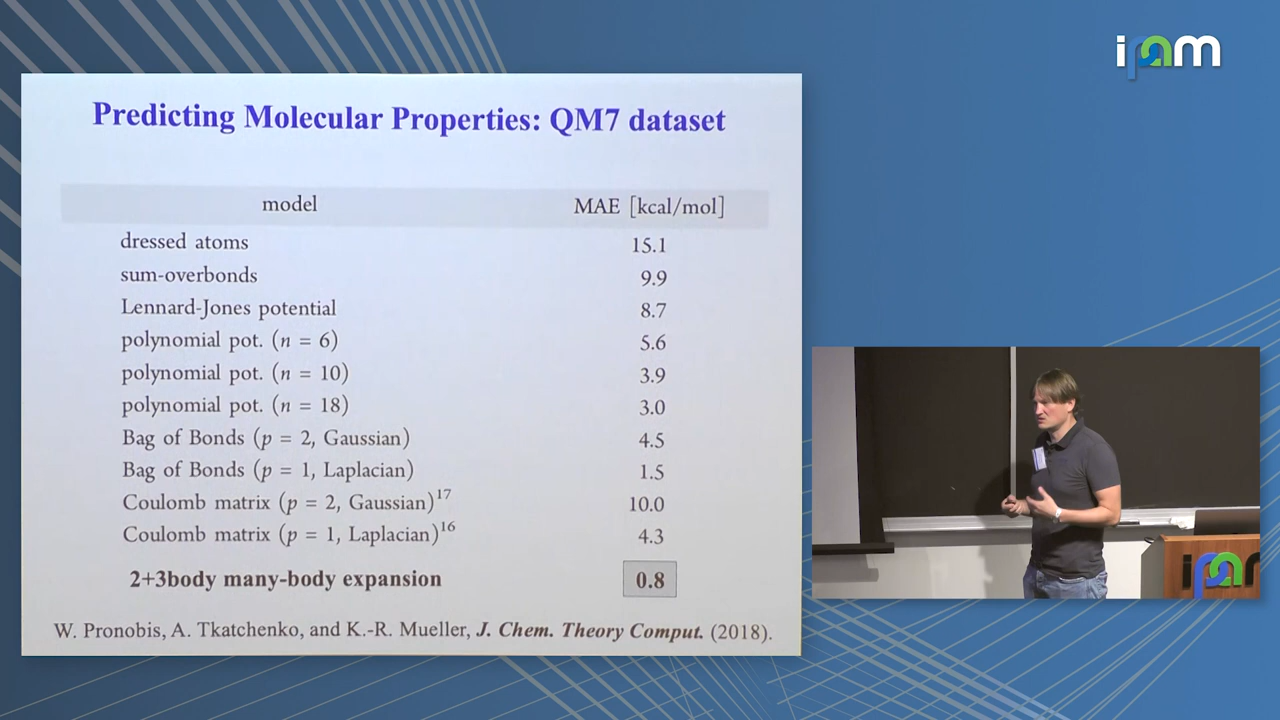 ipam
Predicting Molecular Properties: QM7 dataset
model MAE [kcal/mol]
dressed atoms 15.1
sum-overbonds 9.9
Lennard-Jones potential 8.7
polynomial pot. (n = 6) 5.6
polynomial pot. (n = 10) 3.9
polynomial pot. (n = 18) 3.0
Bag of Bonds (p = 2, Gaussian) 4.5
Bag of Bonds (p = 1, Laplacian) 1.5
Coulomb matrix (p = 2, Gaussian)¹⁷ 10.0
Coulomb matrix (p = 1, Laplacian)¹⁶ 4.3
2+3body many-body expansion 0.8
W. Pronobis, A. Tkatchenko, and K.-R. Mueller, J. Chem. Theory Comput. (2018).